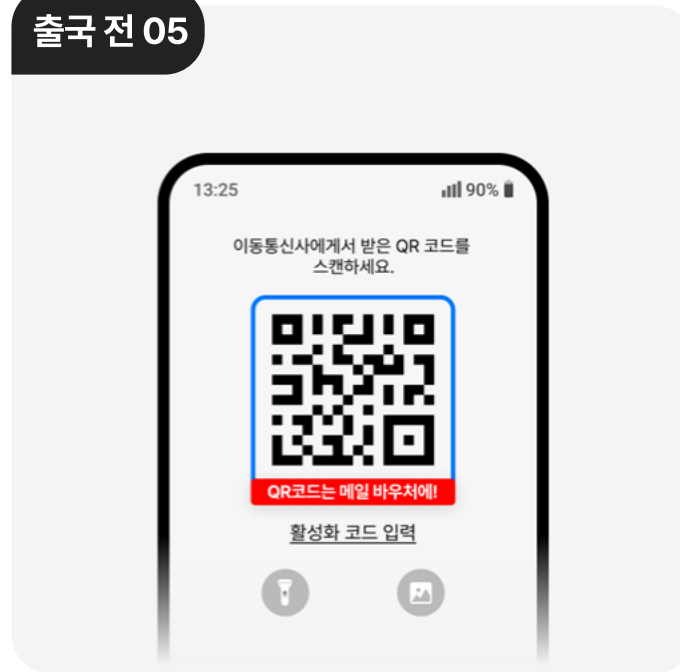 출국 전 05
13:25
90%
이동통신사에게서 받은 QR 코드를
스캔하세요.
QR코드는 메일 바우처에!
활성화 코드 입력